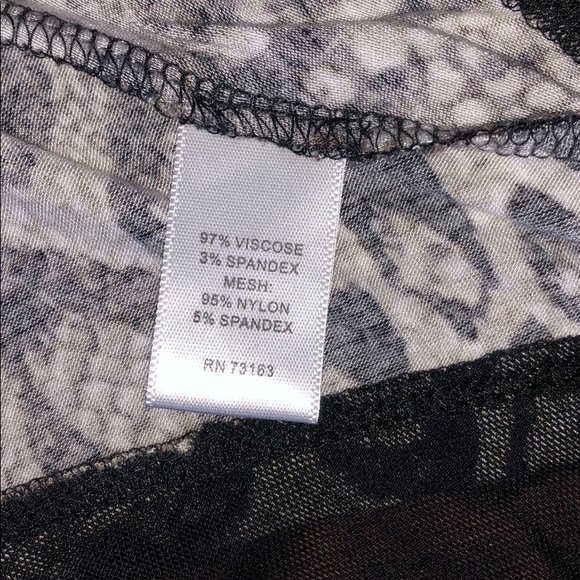 97% VISCOSE
3% SPANDEX
MESH:
95% NYLON
5% SPANDEX
RN 73163